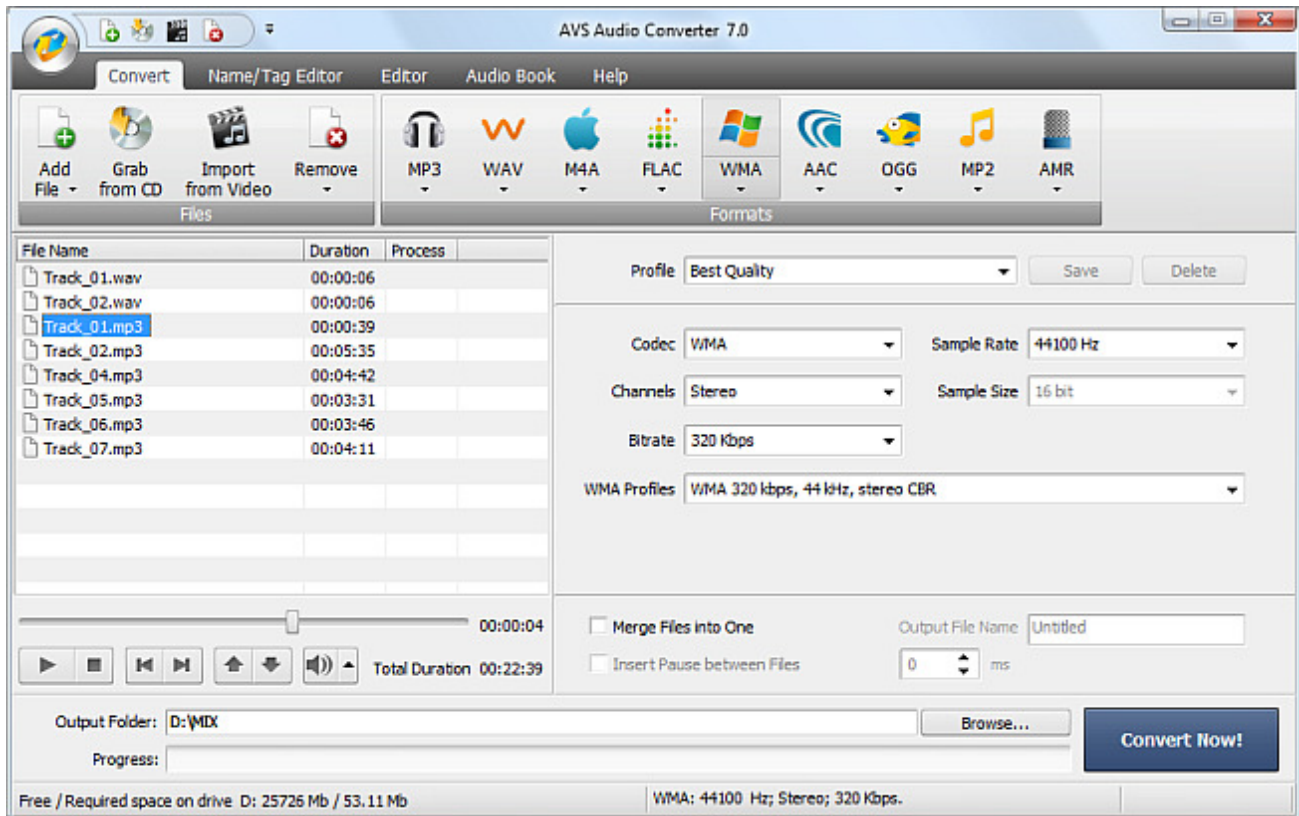 AVS Audio Converter 7.0
Convert Name/Tag Editor Editor Audio Book Help
Add File Grab from CD Import from Video Remove MP3 WAV M4A FLAC WMA AAC OGG MP2 AMR
Files Formats
File Name Duration Process
Track_01.wav 00:00:06
Track_02.wav 00:00:06
Track_01.mp3 00:00:39
Track_02.mp3 00:05:35
Track_04.mp3 00:04:42
Track_05.mp3 00:03:31
Track_06.mp3 00:03:46
Track_07.mp3 00:04:11
00:00:04
Total Duration 00:22:39
Profile Best Quality Save Delete
Codec WMA Sample Rate 44100 Hz
Channels Stereo Sample Size 16 bit
Bitrate 320 Kbps
WMA Profiles WMA 320 kbps, 44 kHz, stereo CBR
Merge Files into One Output File Name Untitled
Insert Pause between Files 0 ms
Output Folder: D:\MIX Browse...
Convert Now!
Progress:
Free / Required space on drive D: 25726 Mb / 53.11 Mb WMA: 44100 Hz; Stereo; 320 Kbps.